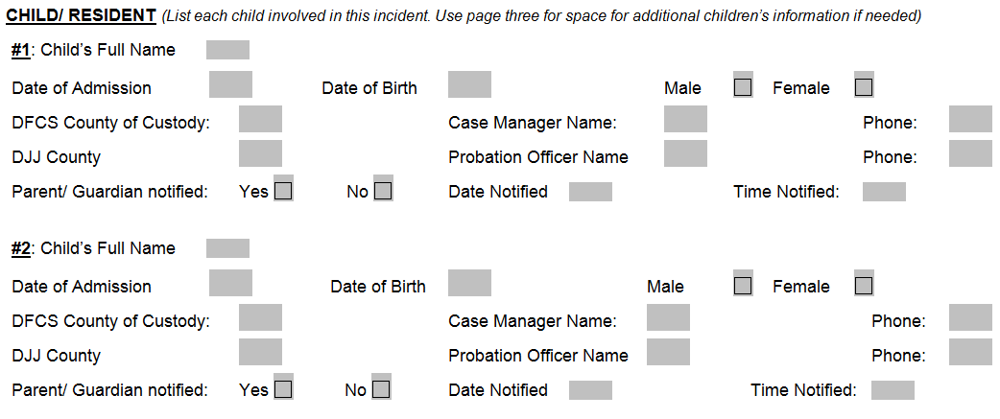 CHILD/ RESIDENT (List each child involved in this incident. Use page three for space for additional children's information if needed)
#1: Child's Full Name
Date of Admission Date of Birth Male Female
DFCS County of Custody: Case Manager Name: Phone:
DJJ County Probation Officer Name Phone:
Parent/ Guardian notified: Yes No Date Notified Time Notified:
#2: Child's Full Name
Date of Admission Date of Birth Male Female
DFCS County of Custody: Case Manager Name: Phone:
DJJ County Probation Officer Name Phone:
Parent/ Guardian notified: Yes No Date Notified Time Notified: